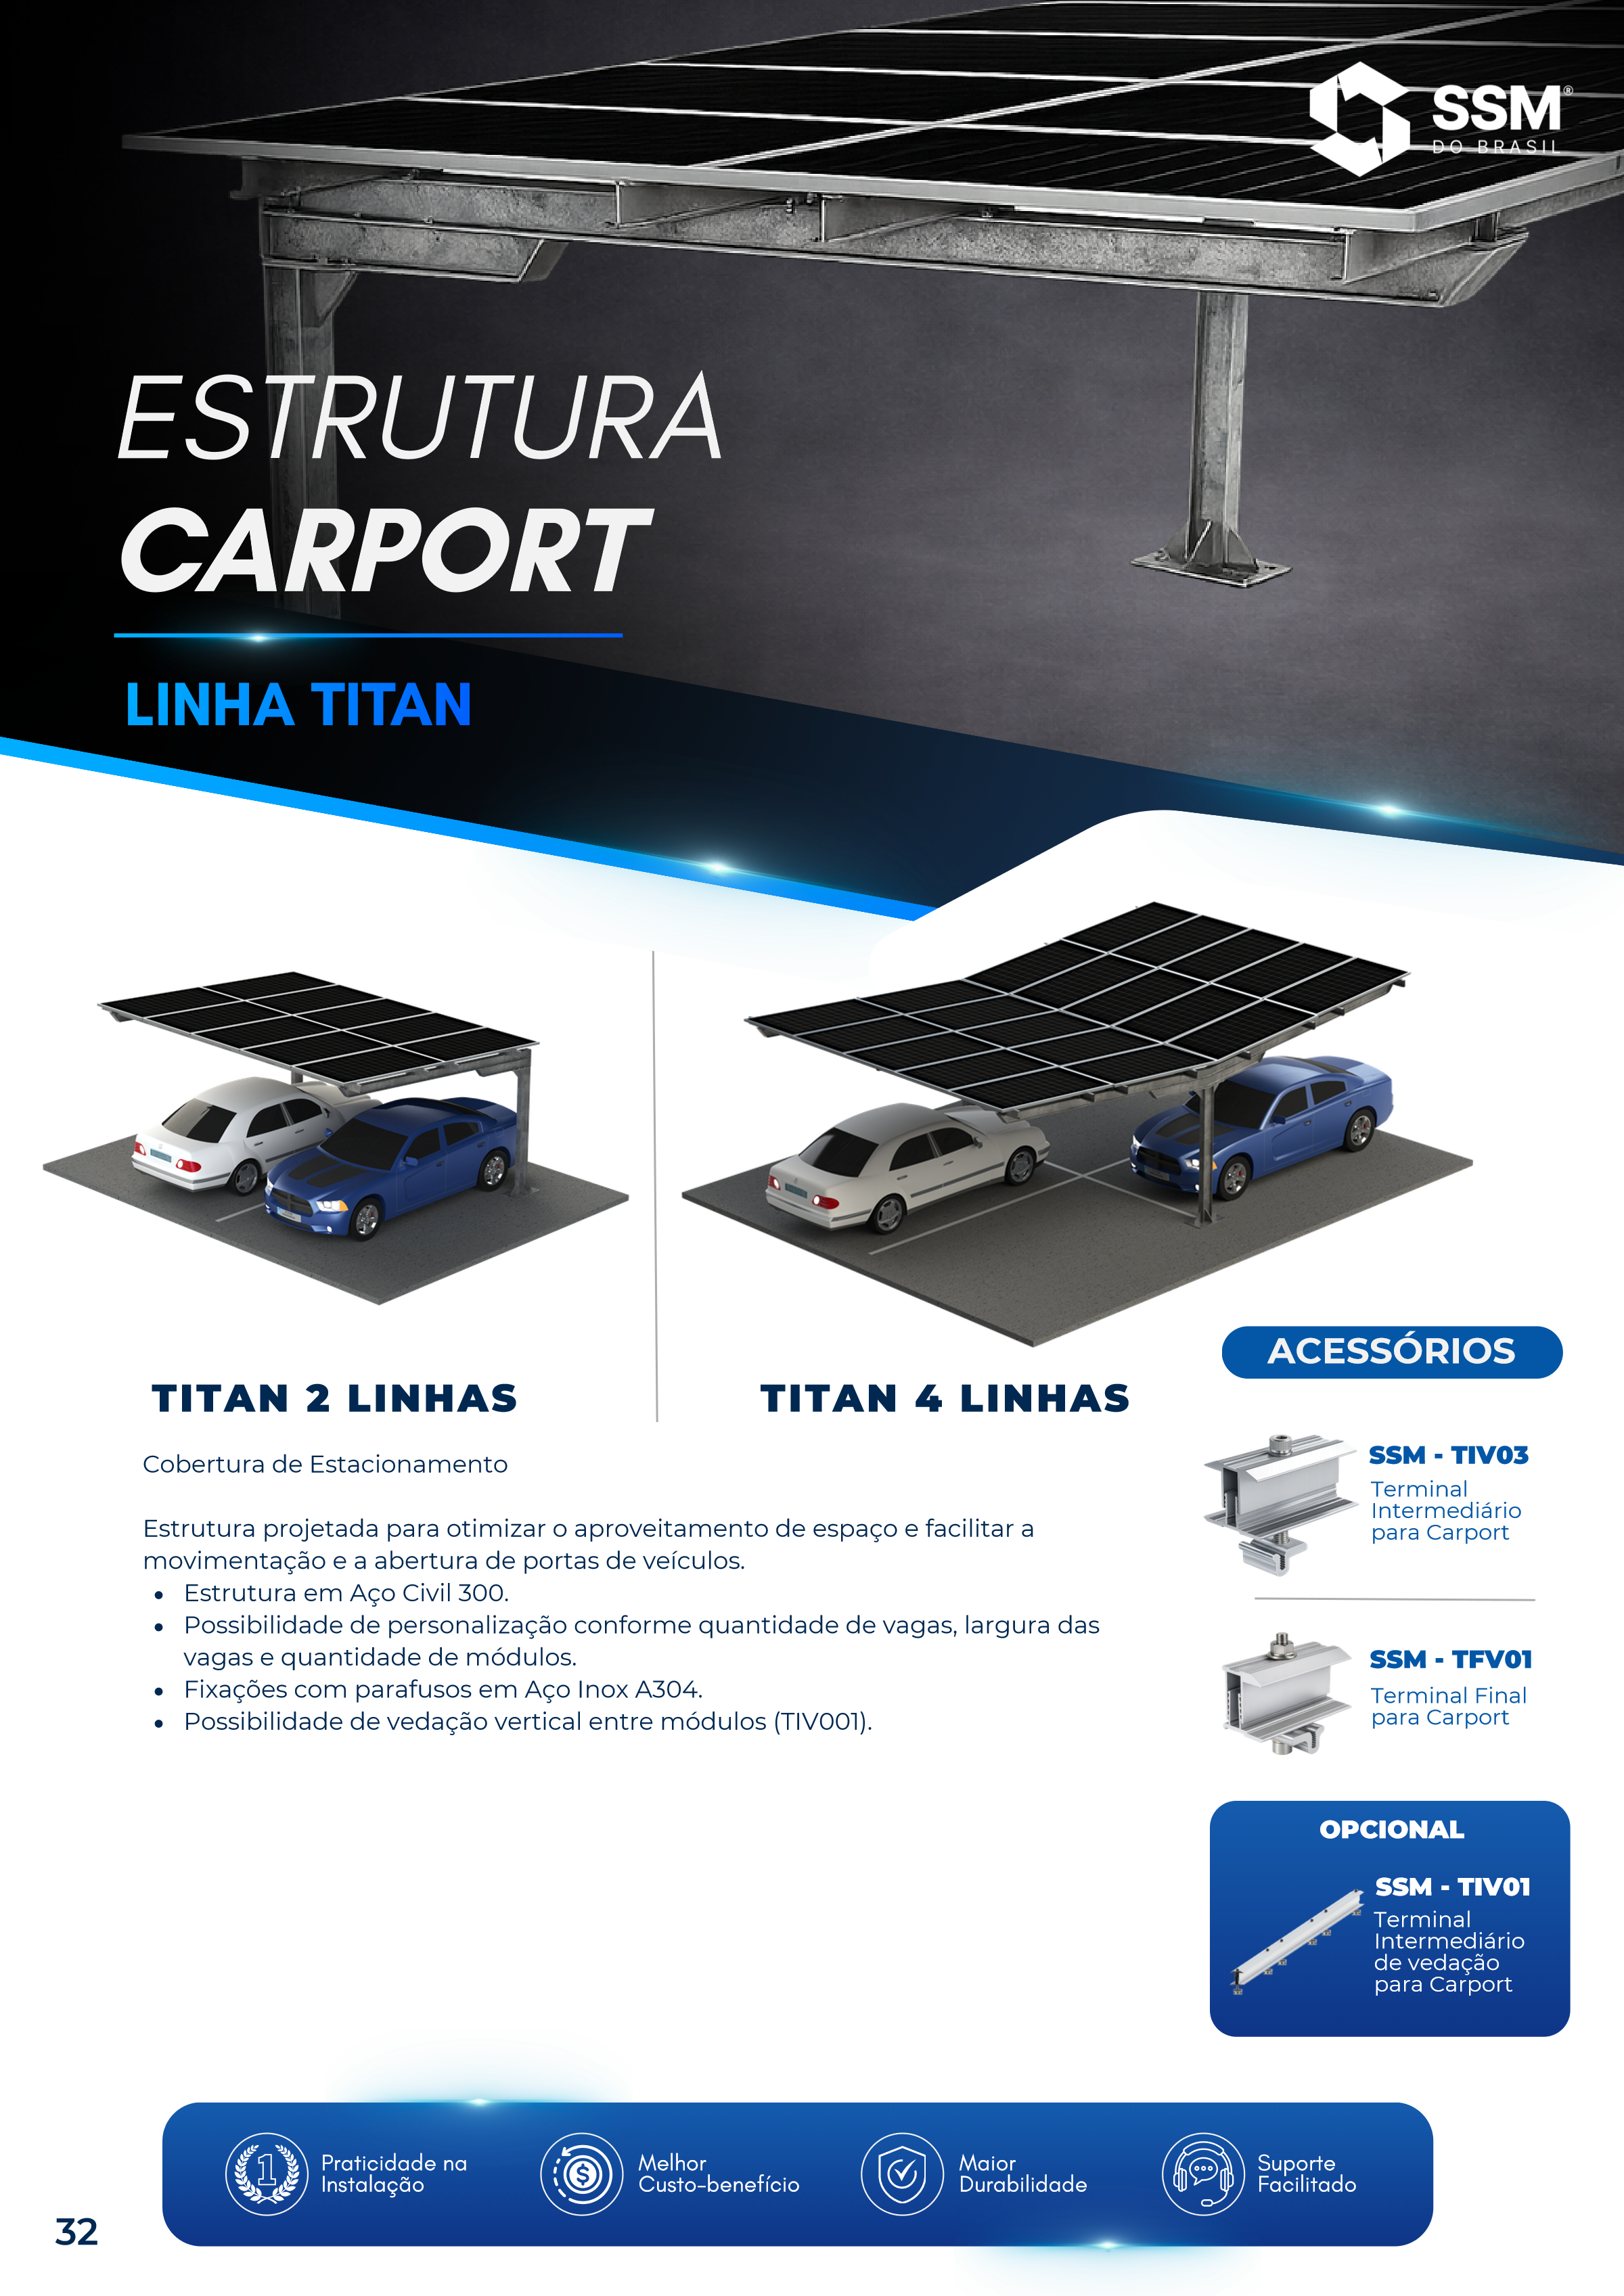 SSM®
DO BRASIL
ESTRUTURA
CARPORT
LINHA TITAN
TITAN 2 LINHAS
TITAN 4 LINHAS
Cobertura de Estacionamento
Estrutura projetada para otimizar o aproveitamento de espaço e facilitar a
movimentação e a abertura de portas de veículos.
• Estrutura em Aço Civil 300.
• Possibilidade de personalização conforme quantidade de vagas, largura das
vagas e quantidade de módulos.
• Fixações com parafusos em Aço Inox A304.
• Possibilidade de vedação vertical entre módulos (TIV001).
ACESSÓRIOS
SSM - TIV03
Terminal
Intermediário
para Carport
SSM - TFV01
Terminal Final
para Carport
OPCIONAL
SSM - TIV01
Terminal
Intermediário
de vedação
para Carport
1
Praticidade na
Instalação
$
Melhor
Custo-benefício
Maior
Durabilidade
Suporte
Facilitado
32